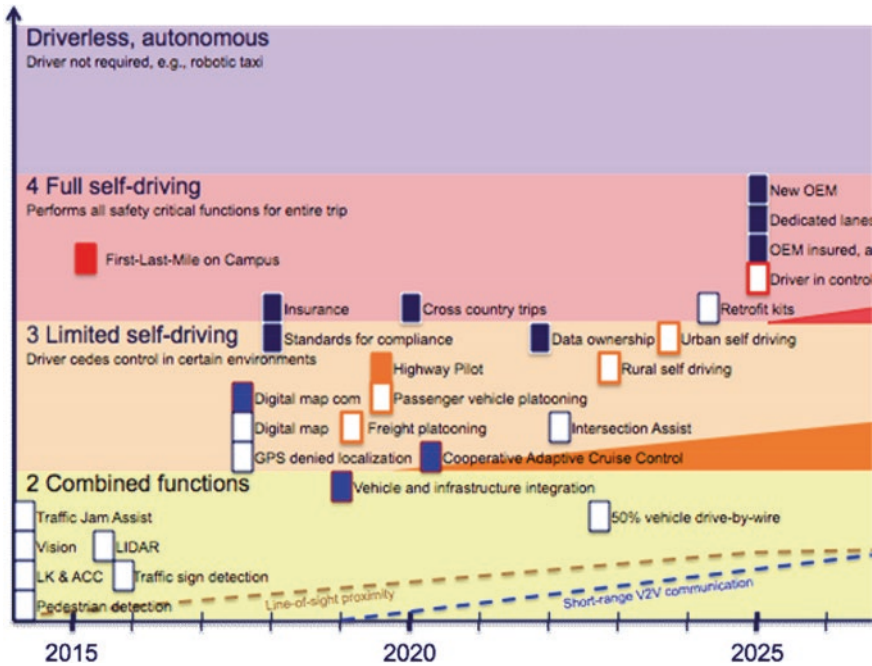 Driverless, autonomous
Driver not required, e.g., robotic taxi
4 Full self-driving
Performs all safety critical functions for entire trip
New OEM
Dedicated lanes
OEM insured, a
First-Last-Mile on Campus
Driver in control
Insurance
Cross country trips
Retrofit kits
3 Limited self-driving
Standards for compliance
Data ownership
Urban self driving
Driver cedes control in certain environments
Highway Pilot
Rural self driving
Digital map com
Passenger vehicle platooning
Digital map
Freight platooning
Intersection Assist
GPS denied localization
Cooperative Adaptive Cruise Control
2 Combined functions
Vehicle and infrastructure integration
Traffic Jam Assist
50% vehicle drive-by-wire
Vision
LIDAR
LK & ACC
Traffic sign detection
Line-of-sight proximity
Short-range V2V communication
Pedestrian detection
2015
2020
2025